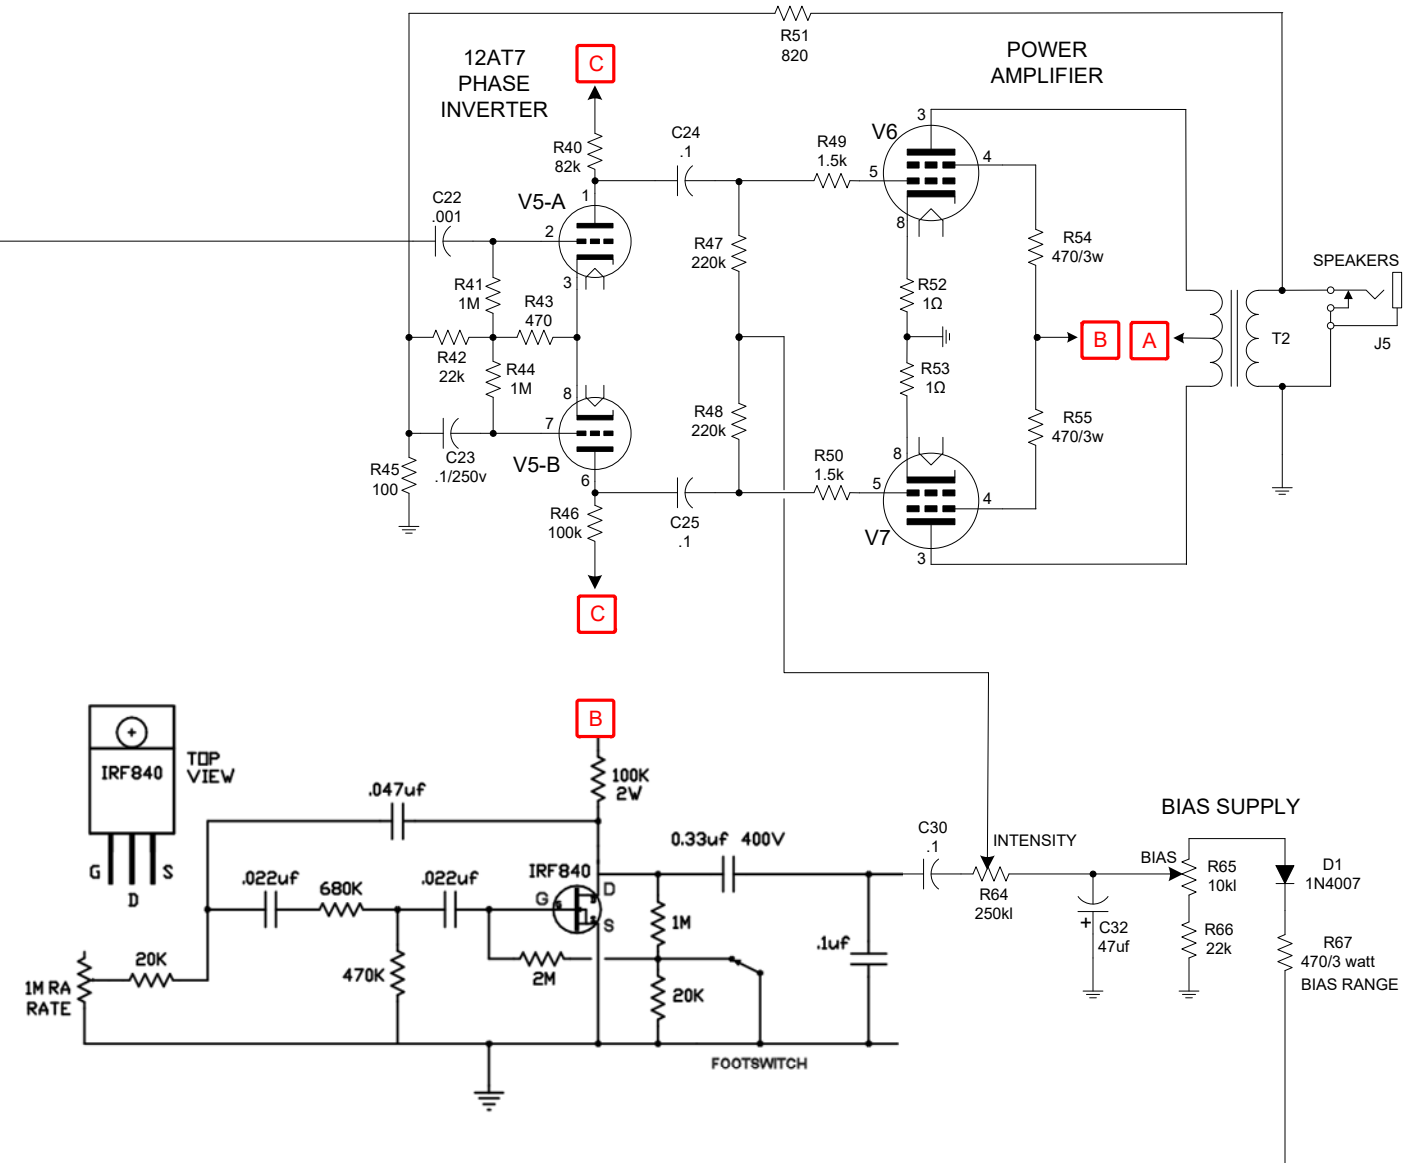 R51
820
12AT7
PHASE
INVERTER
C
POWER
AMPLIFIER
R40
82k
C24
.1
R49
1.5k
V6
3
4
5
8
C22
.001
V5-A
1
2
3
R41
1M
R43
470
R47
220k
R52
1Ω
R54
470/3w
SPEAKERS
R42
22k
R44
1M
B
A
T2
J5
R53
1Ω
8
7
V5-B
6
R48
220k
R55
470/3w
C23
.1/250v
R45
100
R46
100k
C25
.1
R50
1.5k
8
5
4
V7
3
C
B
IRF840
TOP
VIEW
G
D
S
.047uf
100K
2W
0.33uf 400V
C30
.1
INTENSITY
R64
250kl
BIAS SUPPLY
BIAS
R65
10kl
D1
1N4007
.022uf
680K
.022uf
IRF840
G
D
S
1M
2M
20K
470K
20K
1M RA
RATE
.1uf
C32
+
47uf
R66
22k
R67
470/3 watt
BIAS RANGE
FOOTSWITCH